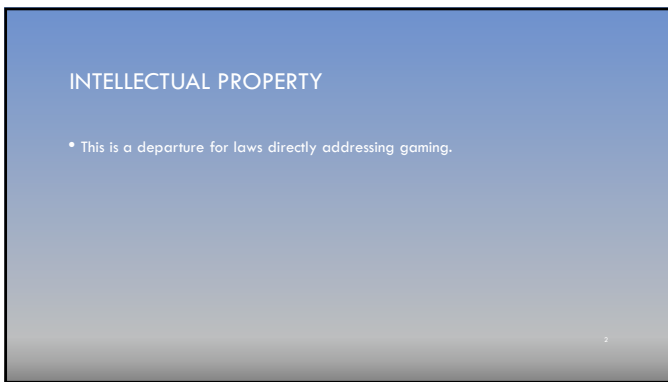 INTELLECTUAL PROPERTY
• This is a departure for laws directly addressing gaming.
2